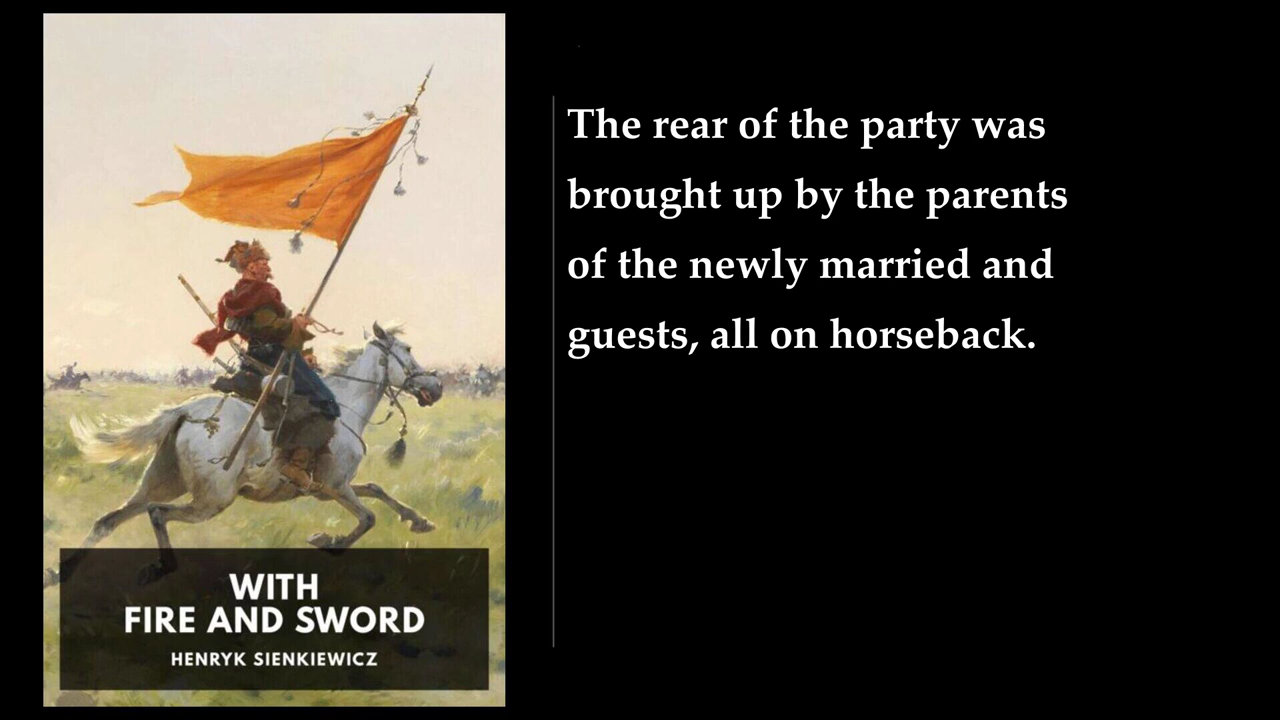 The rear of the party was
brought up by the parents
of the newly married and
guests, all on horseback.
WITH
FIRE AND SWORD
HENRYK SIENKIEWICZ